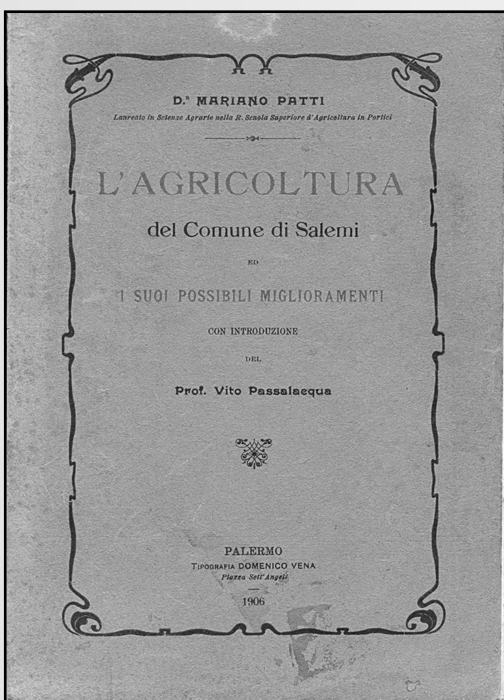 D.R MARIANO PATTI
Laureato in Scienze Agrarie nella R. Scuola Superiore d'Agricoltura in Portici
L'AGRICOLTURA
del Comune di Salemi
ED
I SUOI POSSIBILI MIGLIORAMENTI
CON INTRODUZIONE
DEL
Prof. Vito Passalacqua
PALERMO
TIPOGRAFIA DOMENICO VENA
Piazza Sett'Angeli
1906